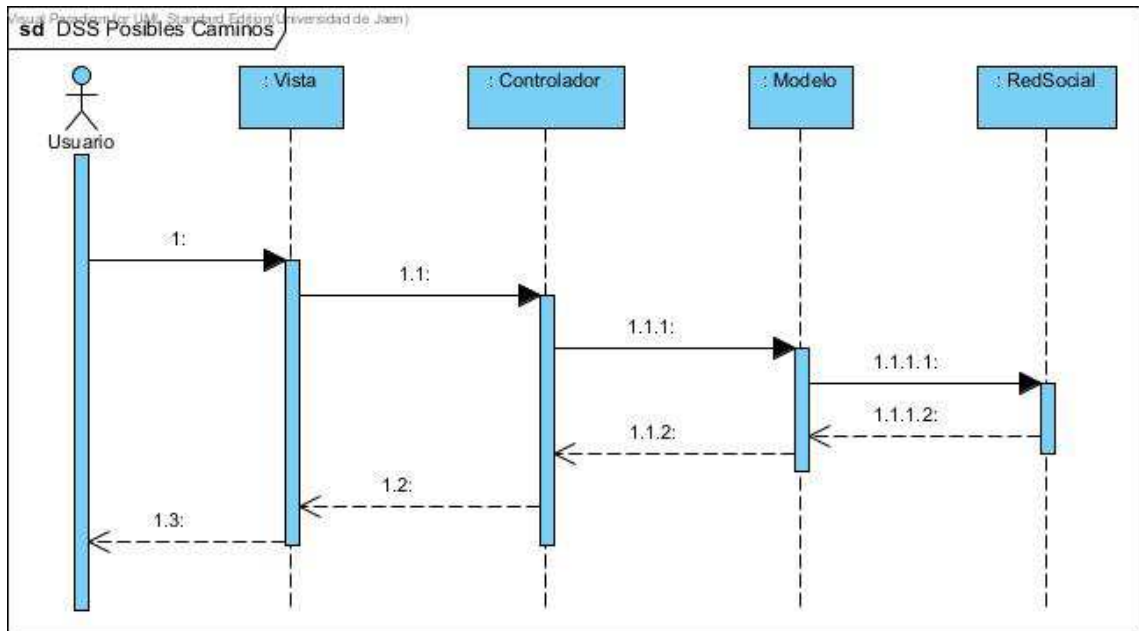 Visual Paradigm for UML Standard Edition(Universidad de Jaen)
sd DSS Posibles Caminos
: Vista
: Controlador
: Modelo
: RedSocial
Usuario
1:
1.1:
1.1.1:
1.1.1.1:
1.1.1.2:
1.1.2:
1.2:
1.3: